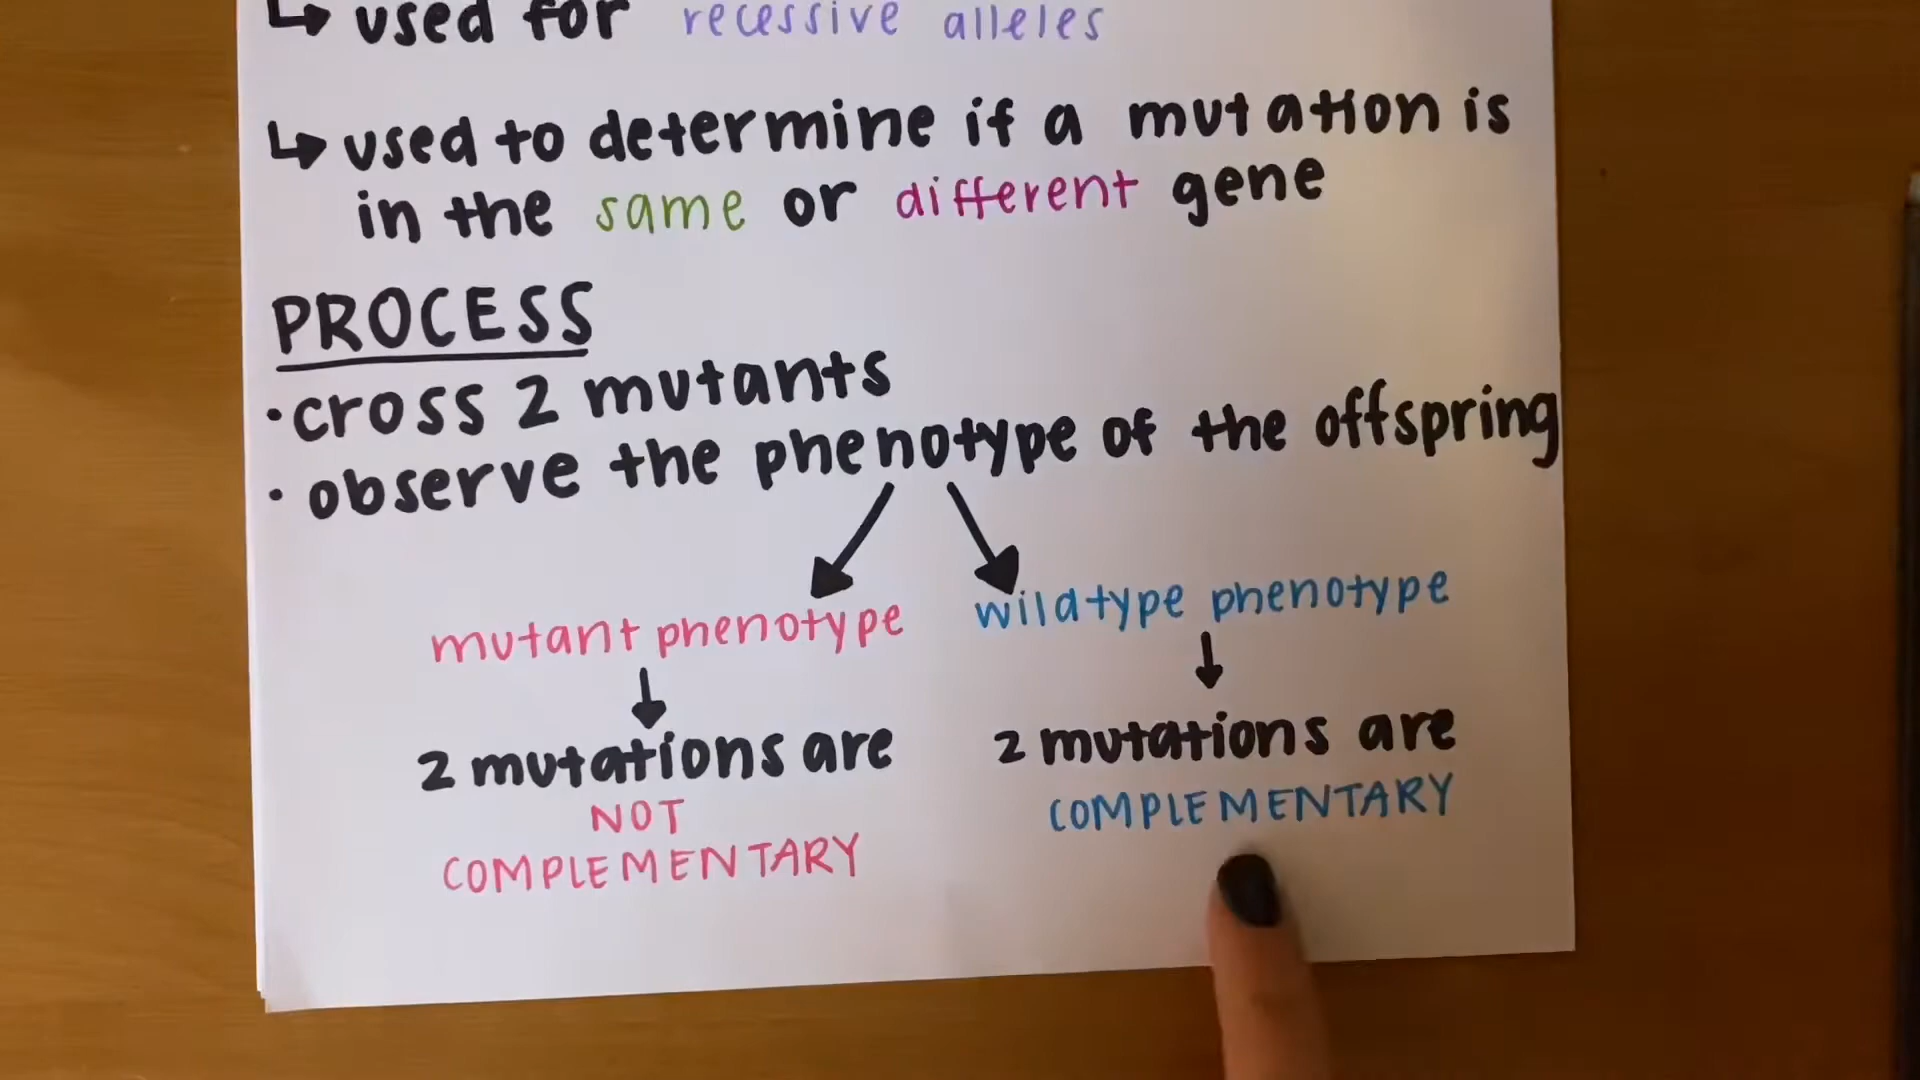 ↳ used for recessive alleles
↳ used to determine if a mutation is
in the same or different gene
PROCESS
• cross 2 mutants
• observe the phenotype of the offspring
mutant phenotype wildtype phenotype
↓ ↓
2 mutations are 2 mutations are
NOT COMPLEMENTARY
COMPLEMENTARY